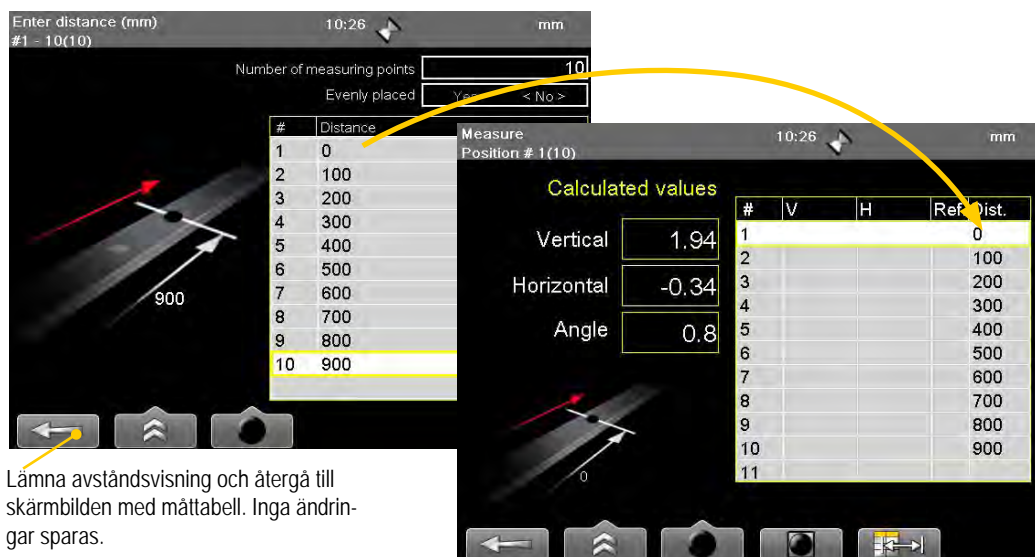 Enter distance (mm) 10:26 mm
#1 - 10(10)
Number of measuring points 10
Evenly placed Yes < No >
# Distance
1 0
2 100
3 200
4 300
5 400
6 500
7 600
8 700
9 800
10 900
900
Measure 10:26 mm
Position # 1(10)
Calculated values
Vertical 1.94
Horizontal -0.34
Angle 0.8
# V H Ref Dist.
1 0
2 100
3 200
4 300
5 400
6 500
7 600
8 700
9 800
10 900
11
0
Lämna avståndsvisning och återgå till
skärmbilden med måttabell. Inga ändrin-
gar sparas.